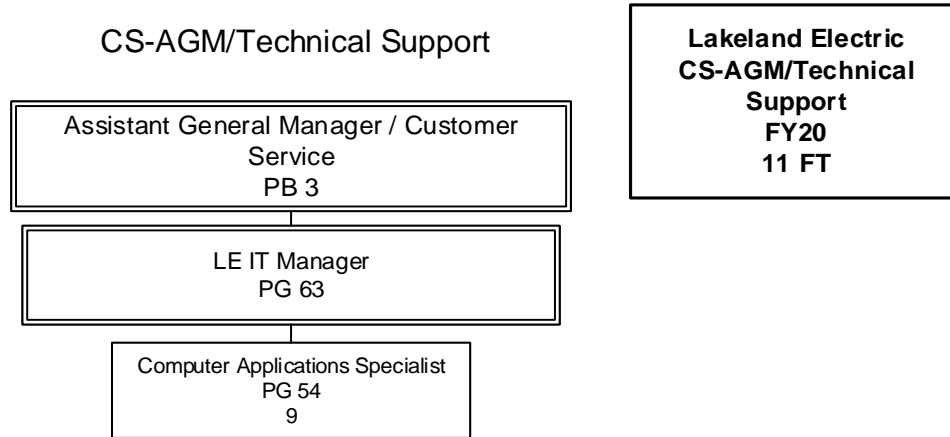 CS-AGM/Technical Support
Lakeland Electric
CS-AGM/Technical
Support
FY20
11 FT
Assistant General Manager / Customer
Service
PB 3
LE IT Manager
PG 63
Computer Applications Specialist
PG 54
9